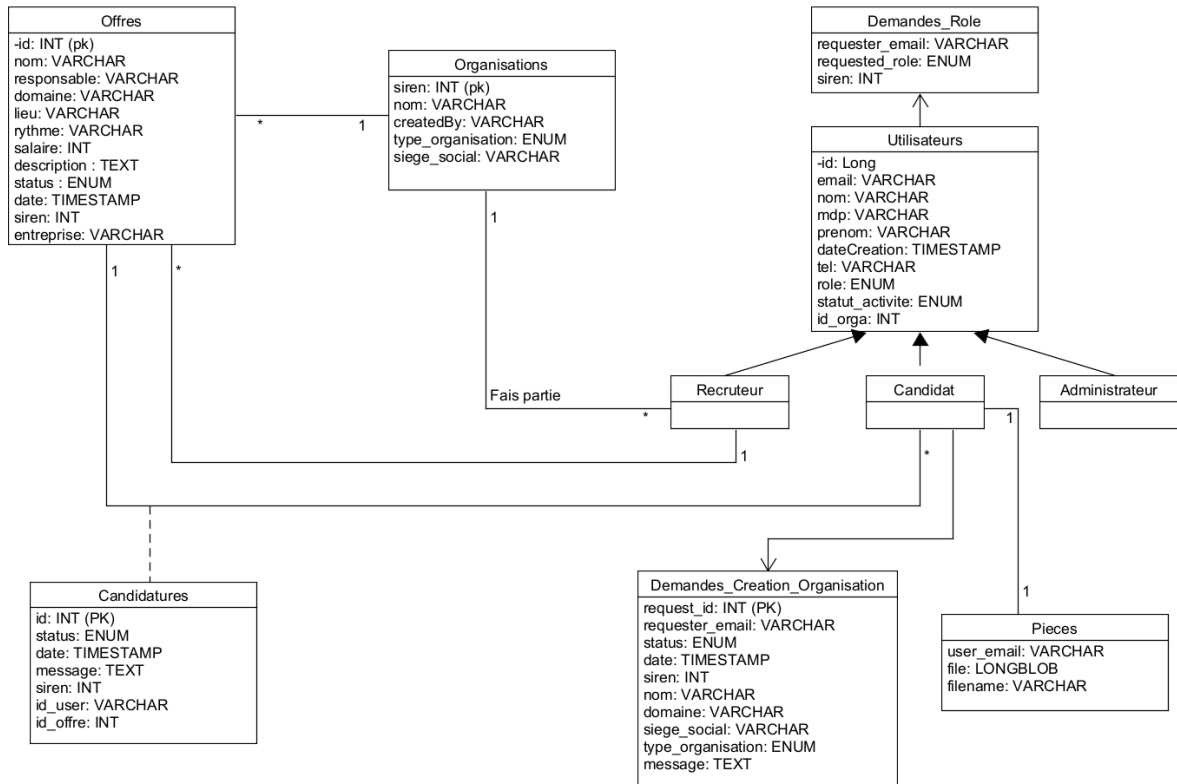 Offres
-id: INT (pk)
nom: VARCHAR
responsable: VARCHAR
domaine: VARCHAR
lieu: VARCHAR
rythme: VARCHAR
salaire: INT
description : TEXT
status : ENUM
date: TIMESTAMP
siren: INT
entreprise: VARCHAR
*
1
Organisations
siren: INT (pk)
nom: VARCHAR
createdBy: VARCHAR
type_organisation: ENUM
siege_social: VARCHAR
Demandes_Role
requester_email: VARCHAR
requested_role: ENUM
siren: INT
Utilisateurs
-id: Long
email: VARCHAR
nom: VARCHAR
mdp: VARCHAR
prenom: VARCHAR
dateCreation: TIMESTAMP
tel: VARCHAR
role: ENUM
statut_activite: ENUM
id_orga: INT
1
1
*
Fais partie
*
Recruteur
1
Candidat
*
1
Administrateur
Candidatures
id: INT (PK)
status: ENUM
date: TIMESTAMP
message: TEXT
siren: INT
id_user: VARCHAR
id_offre: INT
Demandes_Creation_Organisation
request_id: INT (PK)
requester_email: VARCHAR
status: ENUM
date: TIMESTAMP
siren: INT
nom: VARCHAR
domaine: VARCHAR
siege_social: VARCHAR
type_organisation: ENUM
message: TEXT
1
Pieces
user_email: VARCHAR
file: LONGBLOB
filename: VARCHAR